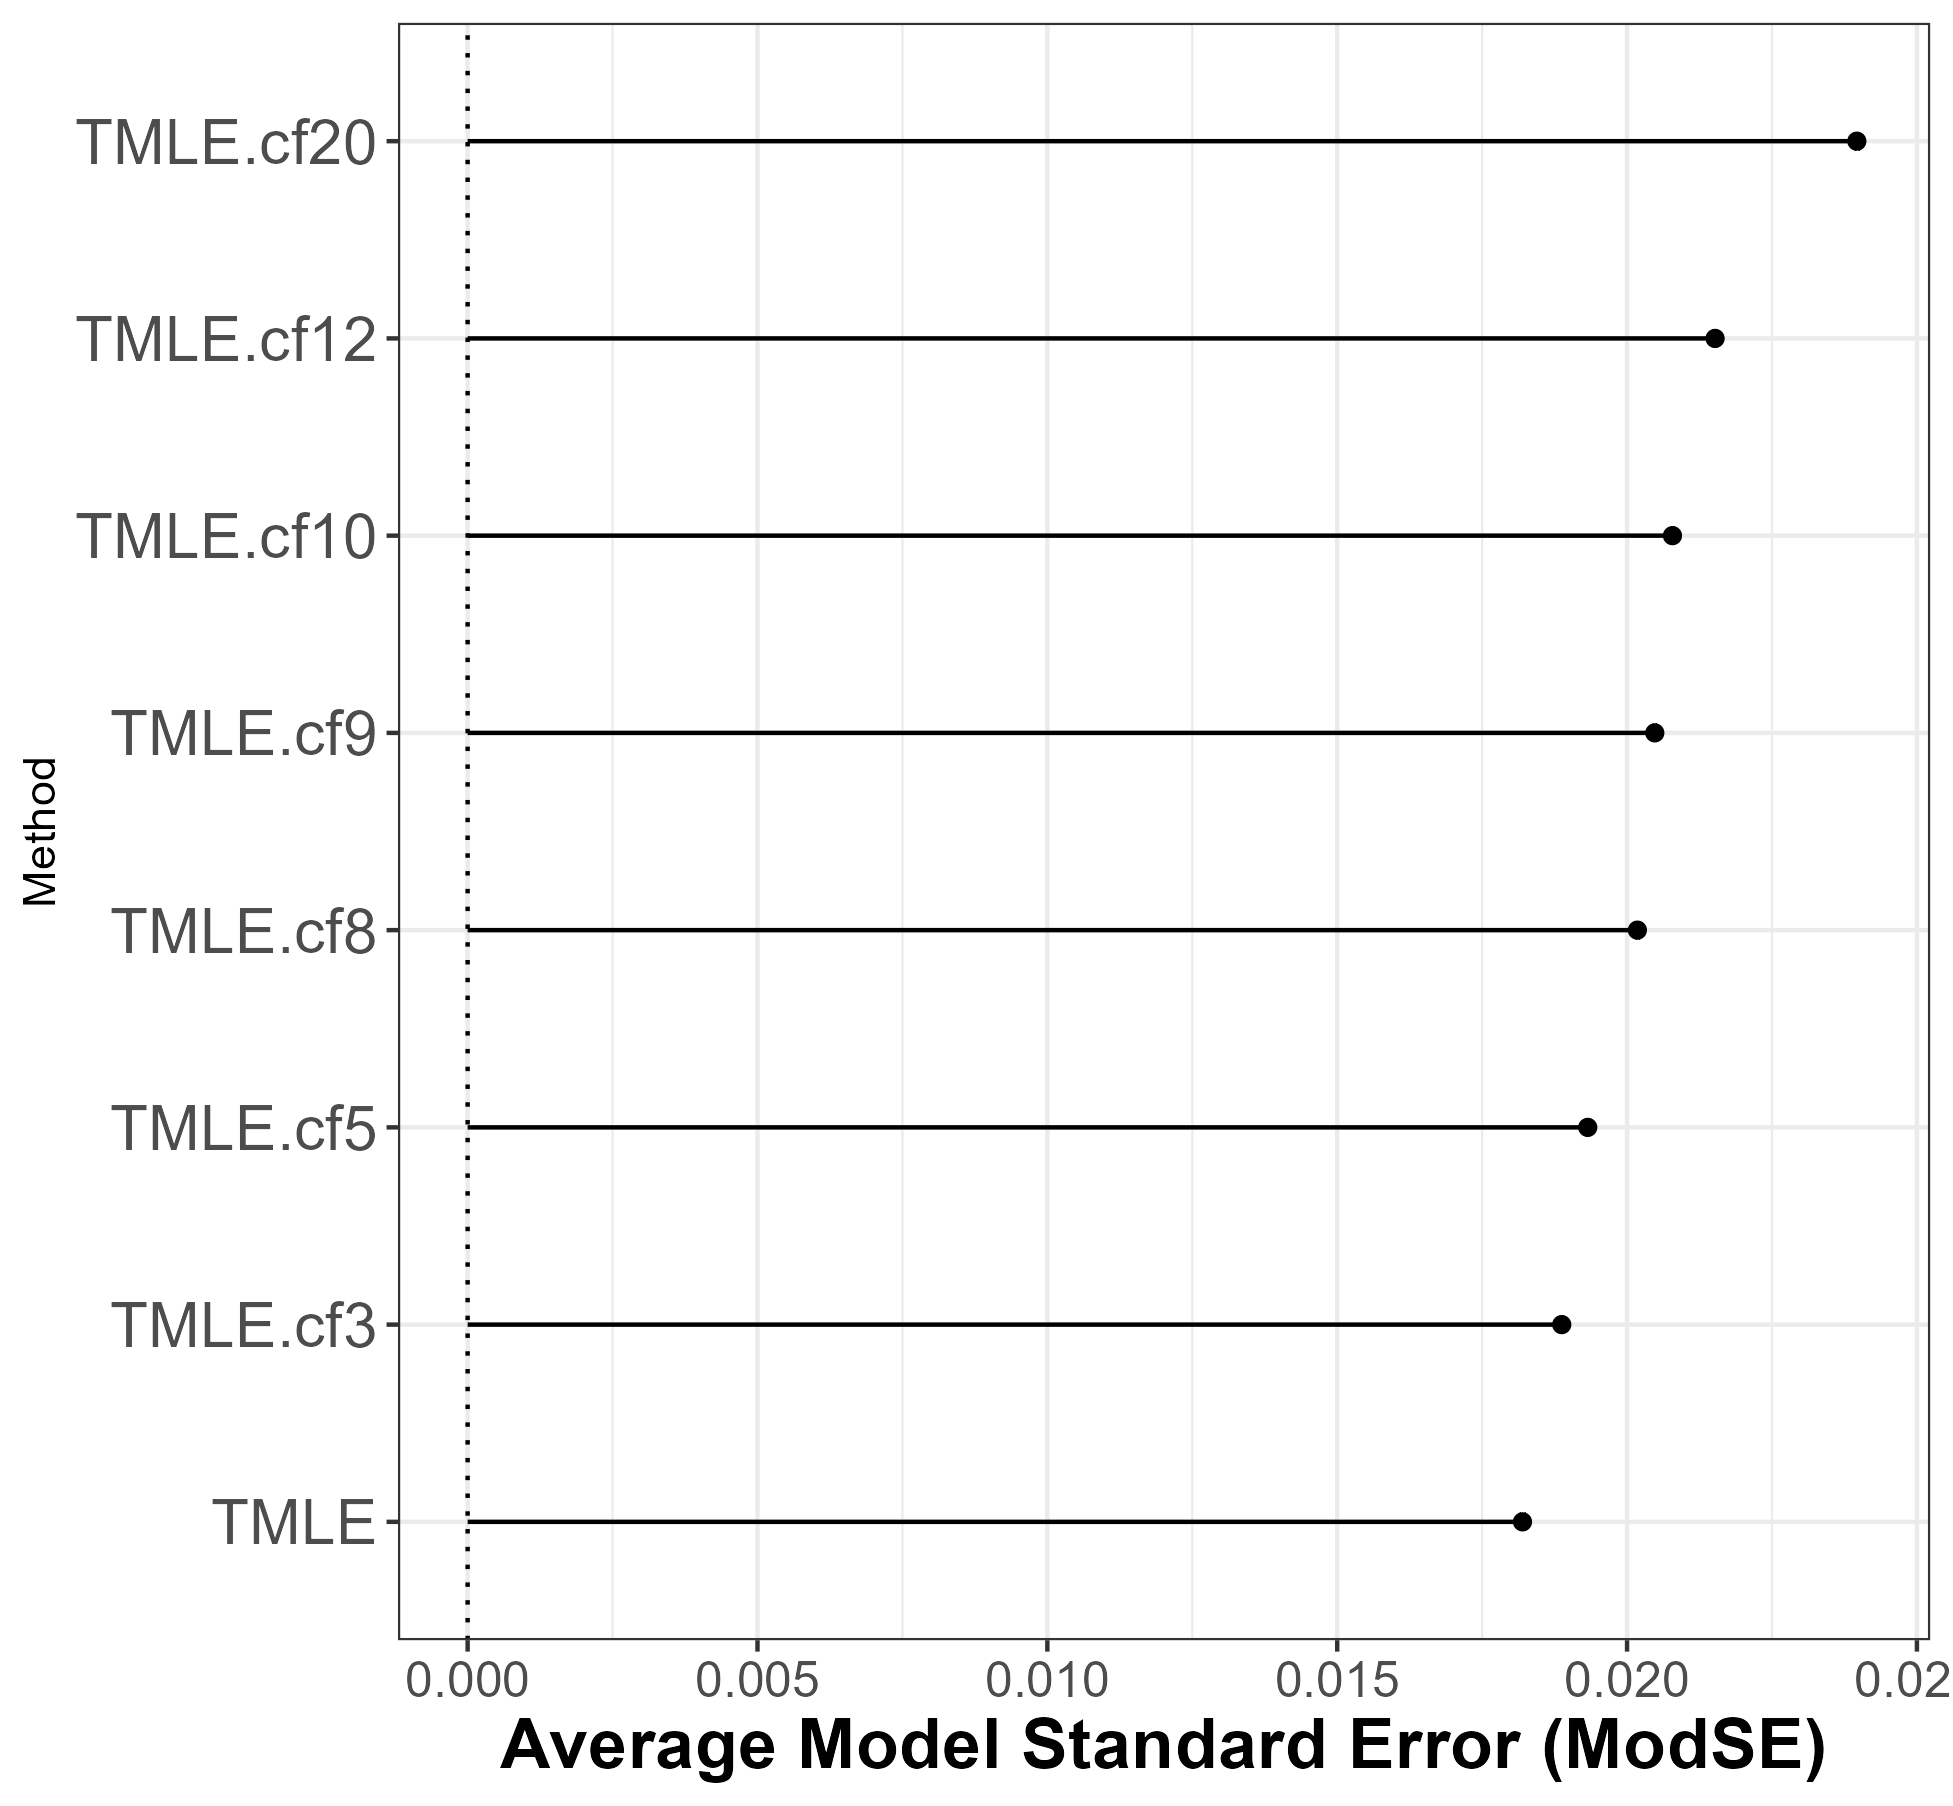 TMLE.cf20
TMLE.cf12
TMLE.cf10
TMLE.cf9
TMLE.cf8
TMLE.cf5
TMLE.cf3
TMLE
Method
0.000 0.005 0.010 0.015 0.020 0.02
Average Model Standard Error (ModSE)